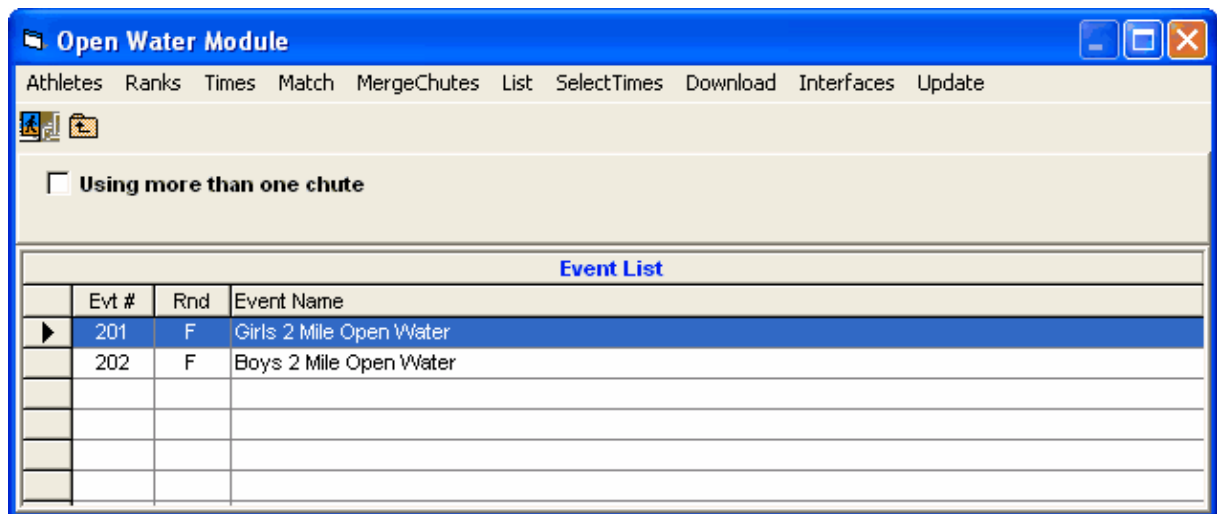 Open Water Module
Athletes Ranks Times Match MergeChutes List SelectTimes Download Interfaces Update
Using more than one chute
Event List
Evt # Rnd Event Name
201 F Girls 2 Mile Open Water
202 F Boys 2 Mile Open Water